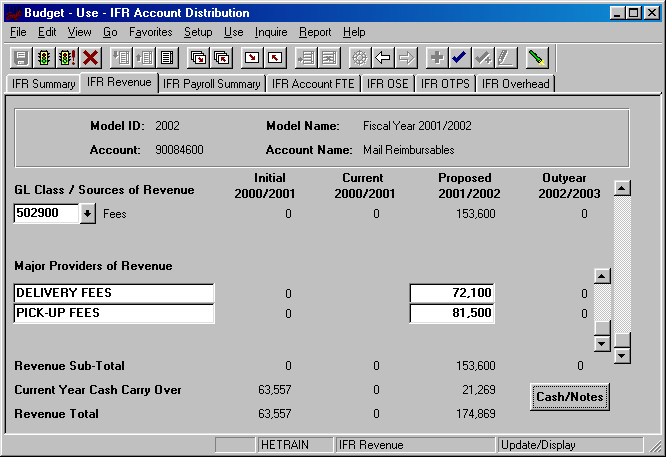 Budget - Use - IFR Account Distribution
File Edit View Go Favorites Setup Use Inquire Report Help
IFR Summary IFR Revenue IFR Payroll Summary IFR Account FTE IFR OSE IFR OTPS IFR Overhead
Model ID: 2002 Model Name: Fiscal Year 2001/2002
Account: 90084600 Account Name: Mail Reimbursables
Initial Current Proposed Outyear
GL Class / Sources of Revenue 2000/2001 2000/2001 2001/2002 2002/2003
502900 Fees 0 0 153,600 0
Major Providers of Revenue
DELIVERY FEES 0 72,100 0
PICK-UP FEES 0 81,500 0
Revenue Sub-Total 0 0 153,600 0
Current Year Cash Carry Over 63,557 0 21,269 Cash/Notes
Revenue Total 63,557 0 174,869
HETRAIN IFR Revenue Update/Display